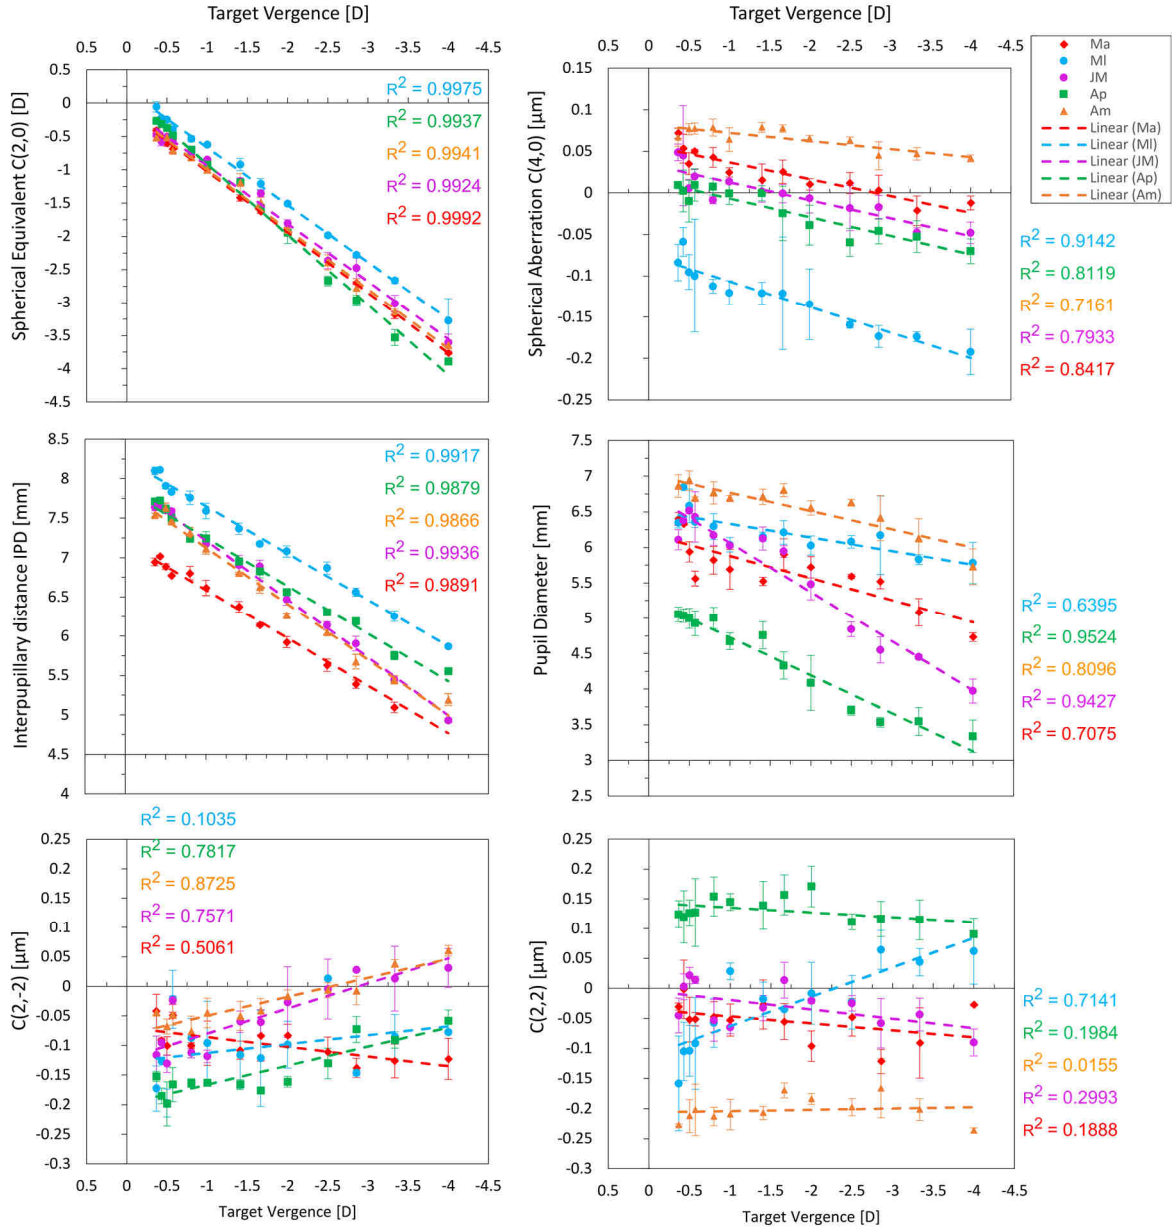 Target Vergence [D]
Target Vergence [D]
0.5 0 -0.5 -1 -1.5 -2 -2.5 -3 -3.5 -4 -4.5
0.5 0 -0.5 -1 -1.5 -2 -2.5 -3 -3.5 -4 -4.5
Spherical Equivalent C(2,0) [D]
0.5
0
-0.5
-1
-1.5
-2
-2.5
-3
-3.5
-4
-4.5
R² = 0.9975
R² = 0.9937
R² = 0.9941
R² = 0.9924
R² = 0.9992
Spherical Aberration C(4,0) [µm]
0.15
0.1
0.05
0
-0.05
-0.1
-0.15
-0.2
-0.25
Ma
MI
JM
Ap
Am
Linear (Ma)
Linear (MI)
Linear (JM)
Linear (Ap)
Linear (Am)
R² = 0.9142
R² = 0.8119
R² = 0.7161
R² = 0.7933
R² = 0.8417
Interpupillary distance IPD [mm]
8.5
8
7.5
7
6.5
6
5.5
5
4.5
4
R² = 0.9917
R² = 0.9879
R² = 0.9866
R² = 0.9936
R² = 0.9891
Pupil Diameter [mm]
7.5
7
6.5
6
5.5
5
4.5
4
3.5
3
2.5
R² = 0.6395
R² = 0.9524
R² = 0.8096
R² = 0.9427
R² = 0.7075
C(2,-2) [µm]
0.25
0.2
0.15
0.1
0.05
0
-0.05
-0.1
-0.15
-0.2
-0.25
-0.3
R² = 0.1035
R² = 0.7817
R² = 0.8725
R² = 0.7571
R² = 0.5061
0.5 0 -0.5 -1 -1.5 -2 -2.5 -3 -3.5 -4 -4.5
Target Vergence [D]
C(2,2) [µm]
0.25
0.2
0.15
0.1
0.05
0
-0.05
-0.1
-0.15
-0.2
-0.25
-0.3
R² = 0.7141
R² = 0.1984
R² = 0.0155
R² = 0.2993
R² = 0.1888
0.5 0 -0.5 -1 -1.5 -2 -2.5 -3 -3.5 -4 -4.5
Target Vergence [D]